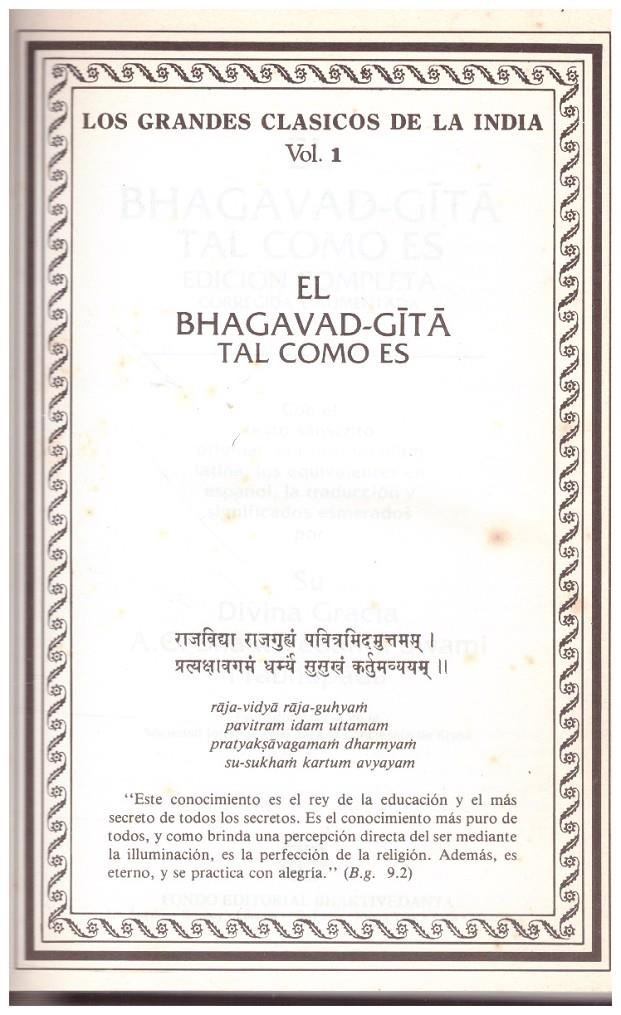 LOS GRANDES CLASICOS DE LA INDIA
Vol. 1
EL
BHAGAVAD-GĪTĀ
TAL COMO ES
राजविद्या राजगुह्यं पवित्रमिदमुत्तमम् ।
प्रत्यक्षावगमं धर्म्यं सुसुखं कर्तुमव्ययम् ॥
rāja-vidyā rāja-guhyaṁ
pavitram idam uttamam
pratyakṣāvagamaṁ dharmyaṁ
su-sukhaṁ kartum avyayam
"Este conocimiento es el rey de la educación y el más
secreto de todos los secretos. Es el conocimiento más puro de
todos, y como brinda una percepción directa del ser mediante
la illuminación, es la perfección de la religión. Además, es
eterno, y se practica con alegría." (B.g. 9.2)